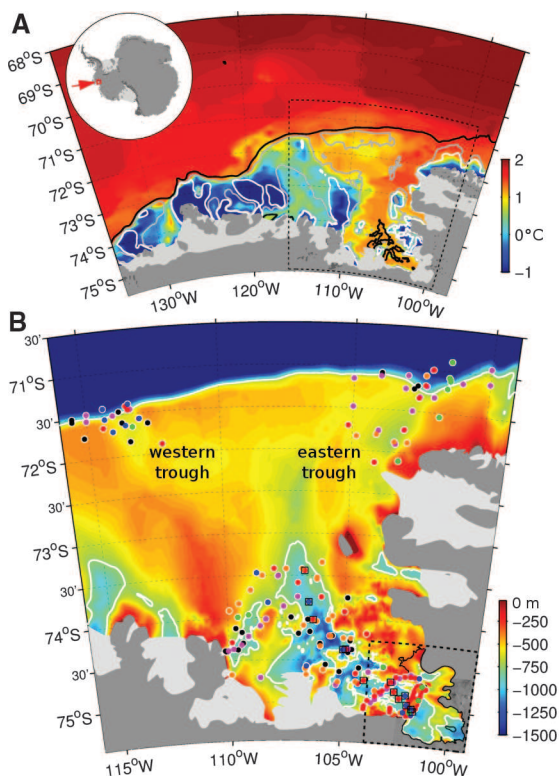 A
68°S
69°S
70°S
71°S
72°S
73°S
74°S
75°S
130°W
120°W
110°W
100°W
2
1
0°C
−1
B
30'
71°S
30'
72°S
30'
73°S
30'
74°S
30'
75°S
western trough
eastern trough
115°W
110°W
105°W
100°W
0 m
−250
−500
−750
−1000
−1250
−1500